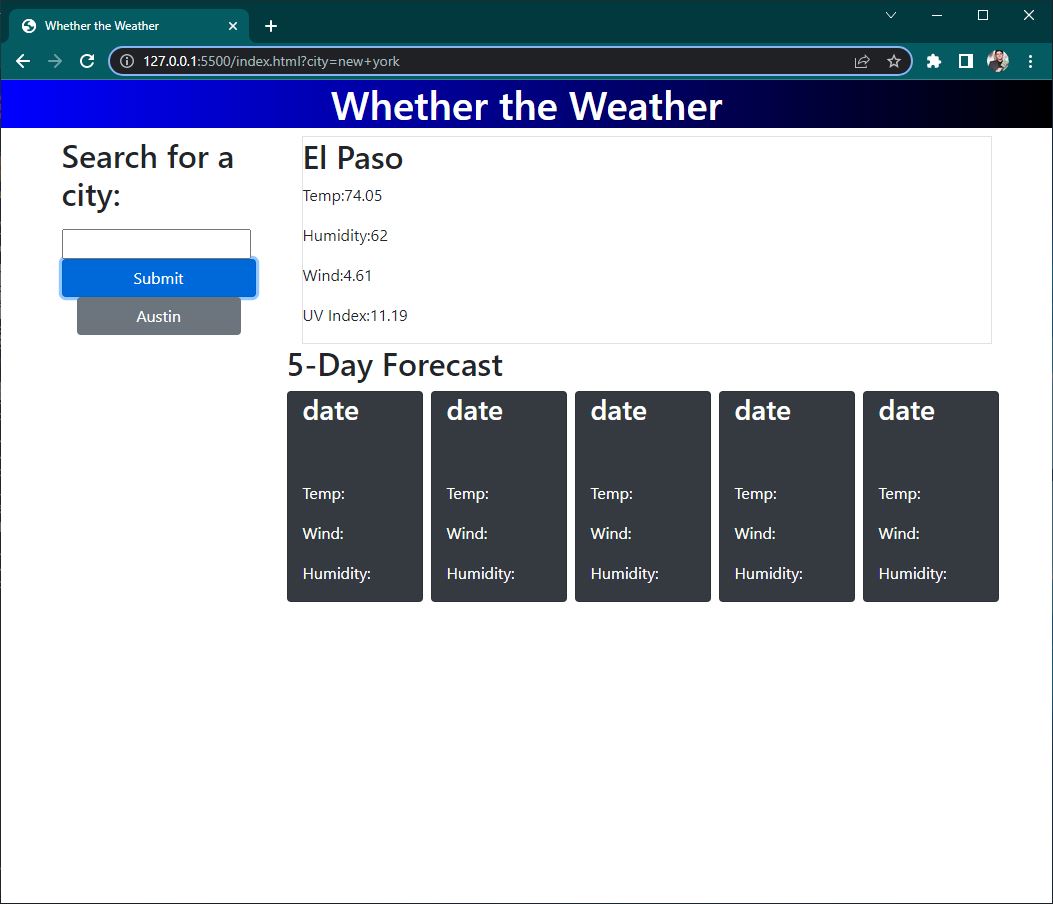 Whether the Weather
127.0.0.1:5500/index.html?city=new+york
Whether the Weather
Search for a
city:
Submit
Austin
El Paso
Temp:74.05
Humidity:62
Wind:4.61
UV Index:11.19
5-Day Forecast
date
Temp:
Wind:
Humidity:
date
Temp:
Wind:
Humidity:
date
Temp:
Wind:
Humidity:
date
Temp:
Wind:
Humidity:
date
Temp:
Wind:
Humidity: